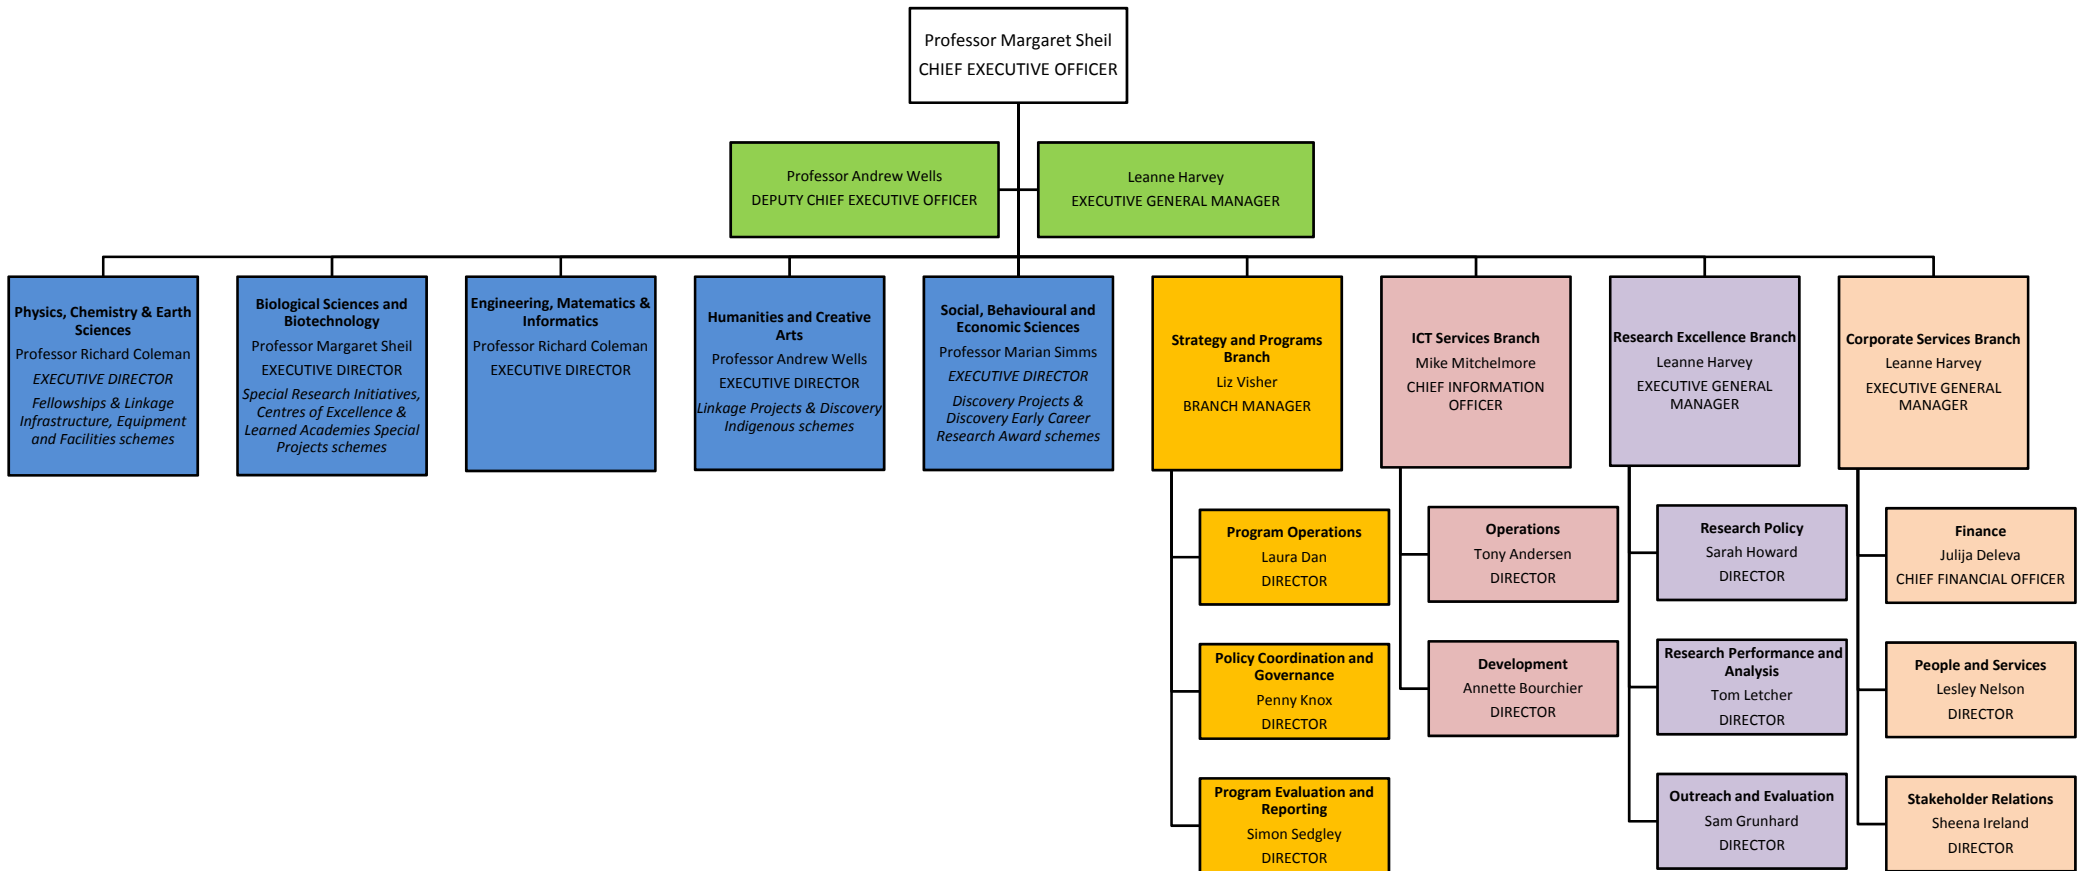 Professor Margaret Sheil
CHIEF EXECUTIVE OFFICER
Professor Andrew Wells
DEPUTY CHIEF EXECUTIVE OFFICER
Leanne Harvey
EXECUTIVE GENERAL MANAGER
Physics, Chemistry & Earth
Sciences
Professor Richard Coleman
EXECUTIVE DIRECTOR
Fellowships & Linkage
Infrastructure, Equipment
and Facilities schemes
Biological Sciences and
Biotechnology
Professor Margaret Sheil
EXECUTIVE DIRECTOR
Special Research Initiatives,
Centres of Excellence &
Learned Academies Special
Projects schemes
Engineering, Matematics &
Informatics
Professor Richard Coleman
EXECUTIVE DIRECTOR
Humanities and Creative
Arts
Professor Andrew Wells
EXECUTIVE DIRECTOR
Linkage Projects & Discovery
Indigenous schemes
Social, Behavioural and
Economic Sciences
Professor Marian Simms
EXECUTIVE DIRECTOR
Discovery Projects &
Discovery Early Career
Research Award schemes
Strategy and Programs
Branch
Liz Visher
BRANCH MANAGER
ICT Services Branch
Mike Mitchelmore
CHIEF INFORMATION
OFFICER
Research Excellence Branch
Leanne Harvey
EXECUTIVE GENERAL
MANAGER
Corporate Services Branch
Leanne Harvey
EXECUTIVE GENERAL
MANAGER
Program Operations
Laura Dan
DIRECTOR
Operations
Tony Andersen
DIRECTOR
Research Policy
Sarah Howard
DIRECTOR
Finance
Julija Deleva
CHIEF FINANCIAL OFFICER
Policy Coordination and
Governance
Penny Knox
DIRECTOR
Development
Annette Bourchier
DIRECTOR
Research Performance and
Analysis
Tom Letcher
DIRECTOR
People and Services
Lesley Nelson
DIRECTOR
Program Evaluation and
Reporting
Simon Sedgley
DIRECTOR
Outreach and Evaluation
Sam Grunhard
DIRECTOR
Stakeholder Relations
Sheena Ireland
DIRECTOR